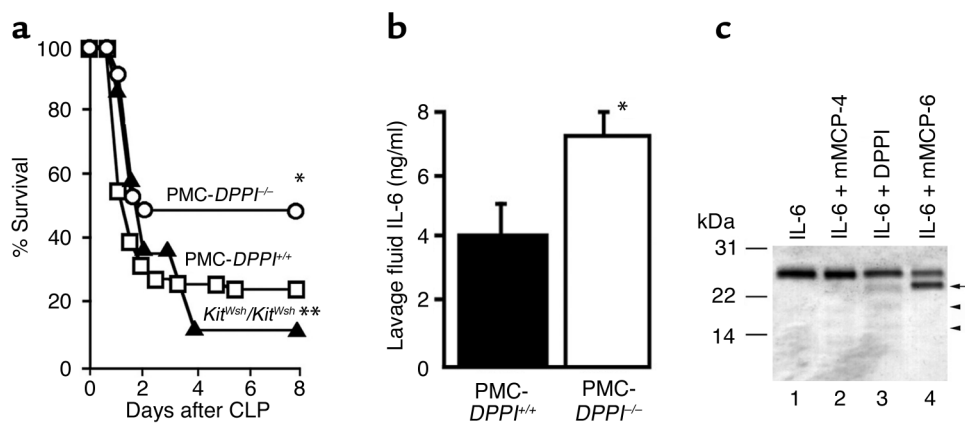 a
% Survival
100
80
60
40
20
0
0 2 4 6 8
Days after CLP
PMC-DPPI–/–
*
PMC-DPPI+/+
KitWsh/KitWsh **
b
Lavage fluid IL-6 (ng/ml)
8
6
4
2
0
*
PMC-
DPPI+/+
PMC-
DPPI–/–
c
IL-6
IL-6 + mMCP-4
IL-6 + DPPI
IL-6 + mMCP-6
kDa
31
22
14
1 2 3 4